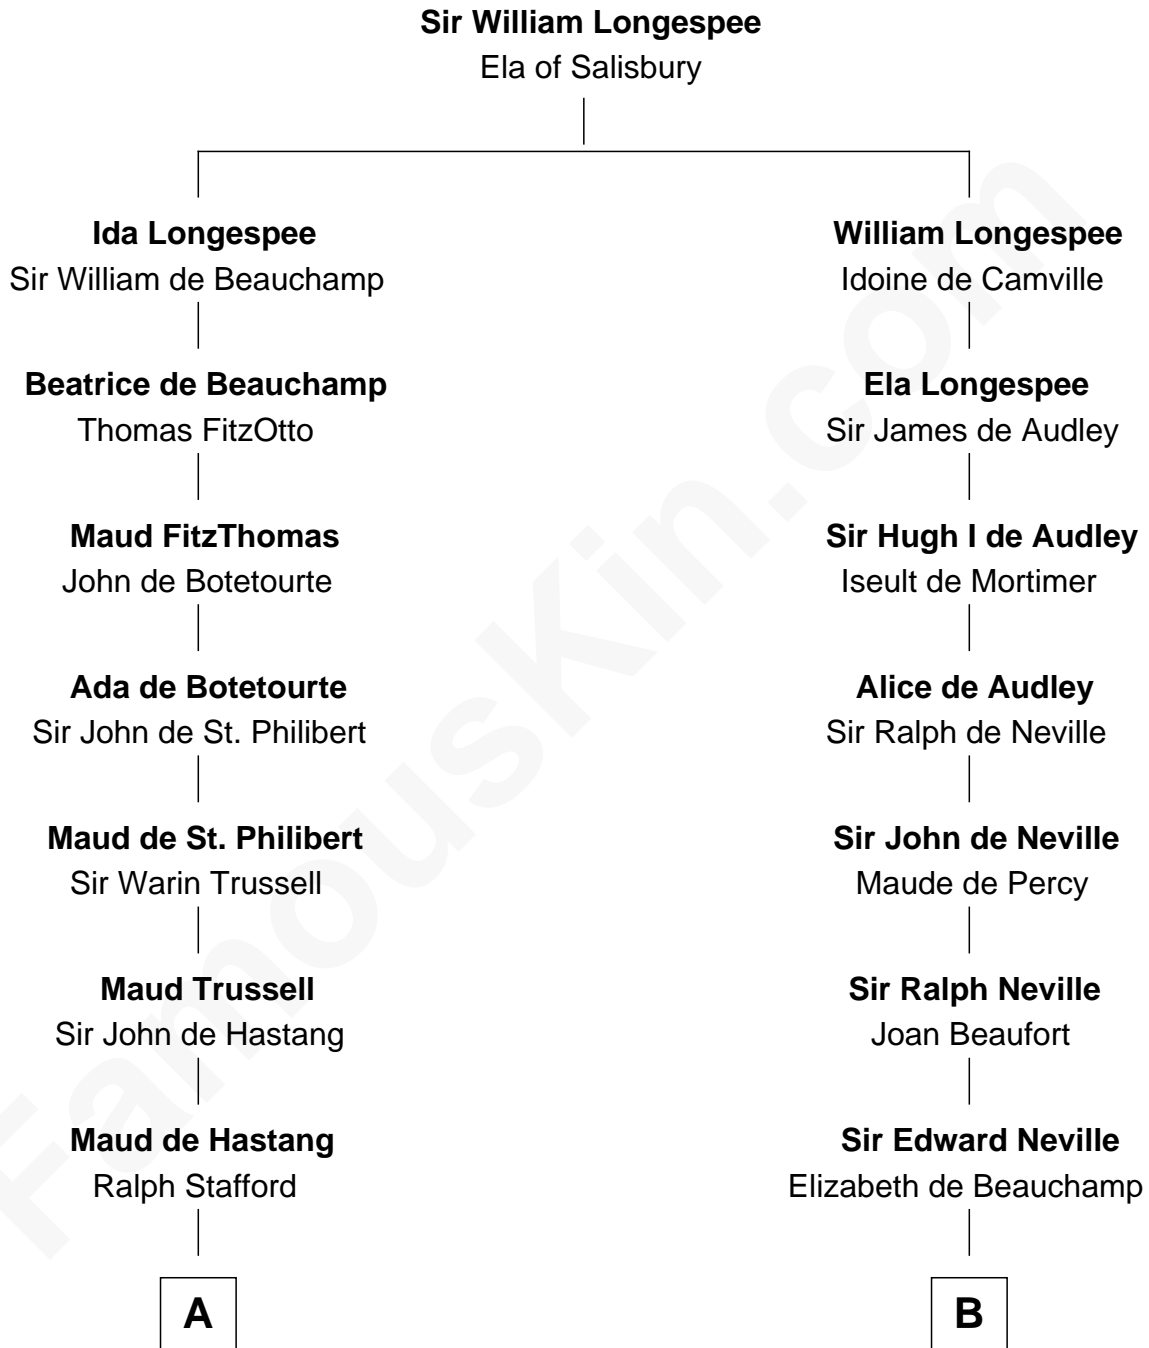 Sir William Longespee
Ela of Salisbury
Ida Longespee
Sir William de Beauchamp
Beatrice de Beauchamp
Thomas FitzOtto
Maud FitzThomas
John de Botetourte
Ada de Botetourte
Sir John de St. Philibert
Maud de St. Philibert
Sir Warin Trussell
Maud Trussell
Sir John de Hastang
Maud de Hastang
Ralph Stafford
A
William Longespee
Idoine de Camville
Ela Longespee
Sir James de Audley
Sir Hugh I de Audley
Iseult de Mortimer
Alice de Audley
Sir Ralph de Neville
Sir John de Neville
Maude de Percy
Sir Ralph Neville
Joan Beaufort
Sir Edward Neville
Elizabeth de Beauchamp
B
FamousKin.com